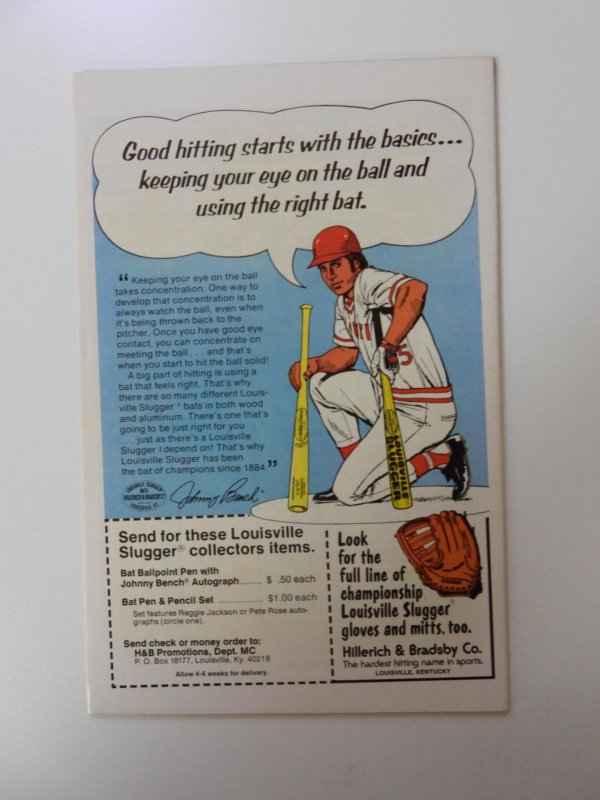 Good hitting starts with the basics...
keeping your eye on the ball and
using the right bat.
“ Keeping your eye on the ball
takes concentration. One way to
develop that concentration is to
always watch the ball, even when
it's being thrown back to the
pitcher. Once you have good eye
contact, you can concentrate on
meeting the ball . . . and that's
when you start to hit the ball solid!
A big part of hitting is using a
bat that feels right. That's why
there are so many different Louis-
ville Slugger® bats in both wood
and aluminum. There's one that's
going to be just right for you
. . . just as there's a Louisville
Slugger I depend on! That's why
Louisville Slugger has been
the bat of champions since 1884 ”
LOUISVILLE SLUGGER
BATS
HILLERICH & BRADSBY Co
LOUISVILLE, KY.
Johnny Bench
5
LOUISVILLE
SLUGGER
Send for these Louisville
Slugger® collectors items.
Bat Ballpoint Pen with
Johnny Bench® Autograph....... $ .50 each
Bat Pen & Pencil Set ................ $1.00 each
Set features Reggie Jackson or Pete Rose auto-
graphs (circle one).
Send check or money order to:
H&B Promotions, Dept. MC
P. O. Box 18177, Louisville, Ky. 40218
Allow 4-6 weeks for delivery.
Look
for the
full line of
championship
Louisville Slugger®
gloves and mitts, too.
Hillerich & Bradsby Co.
The hardest hitting name in sports.
LOUISVILLE, KENTUCKY